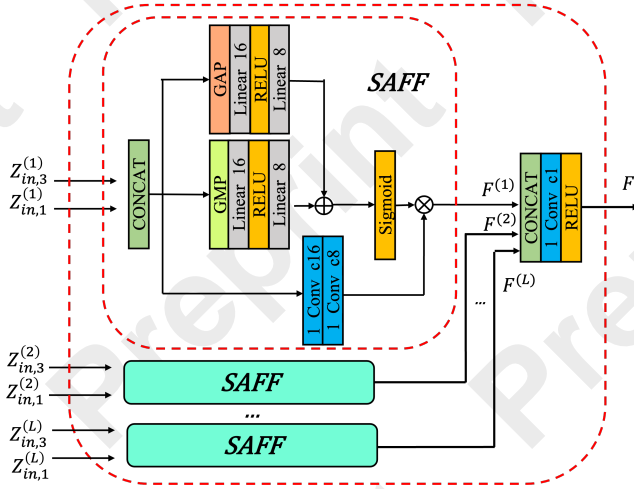 SAFF
GAP
Linear 16
RELU
Linear 8
GMP
Linear 16
RELU
Linear 8
CONCAT
Sigmoid
1 Conv c16
1 Conv c8
Z_{in,3}^{(1)}
Z_{in,1}^{(1)}
F^{(1)}
F^{(2)}
F^{(L)}
...
CONCAT
1 Conv c1
RELU
F
Z_{in,3}^{(2)}
Z_{in,1}^{(2)}
SAFF
...
Z_{in,3}^{(L)}
Z_{in,1}^{(L)}
SAFF
Preprint